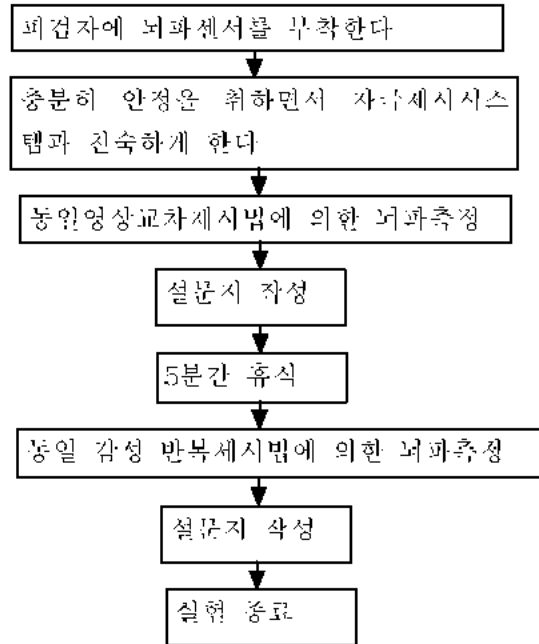 피검자에 뇌파센서를 부착한다
충분히 안정을 취하면서 자극제시시스
템과 친숙하게 한다
동일영상교차제시법에 의한 뇌파측정
설문지 작성
5분간 휴식
동일 감성 반복제시법에 의한 뇌파측정
설문지 작성
실험 종료